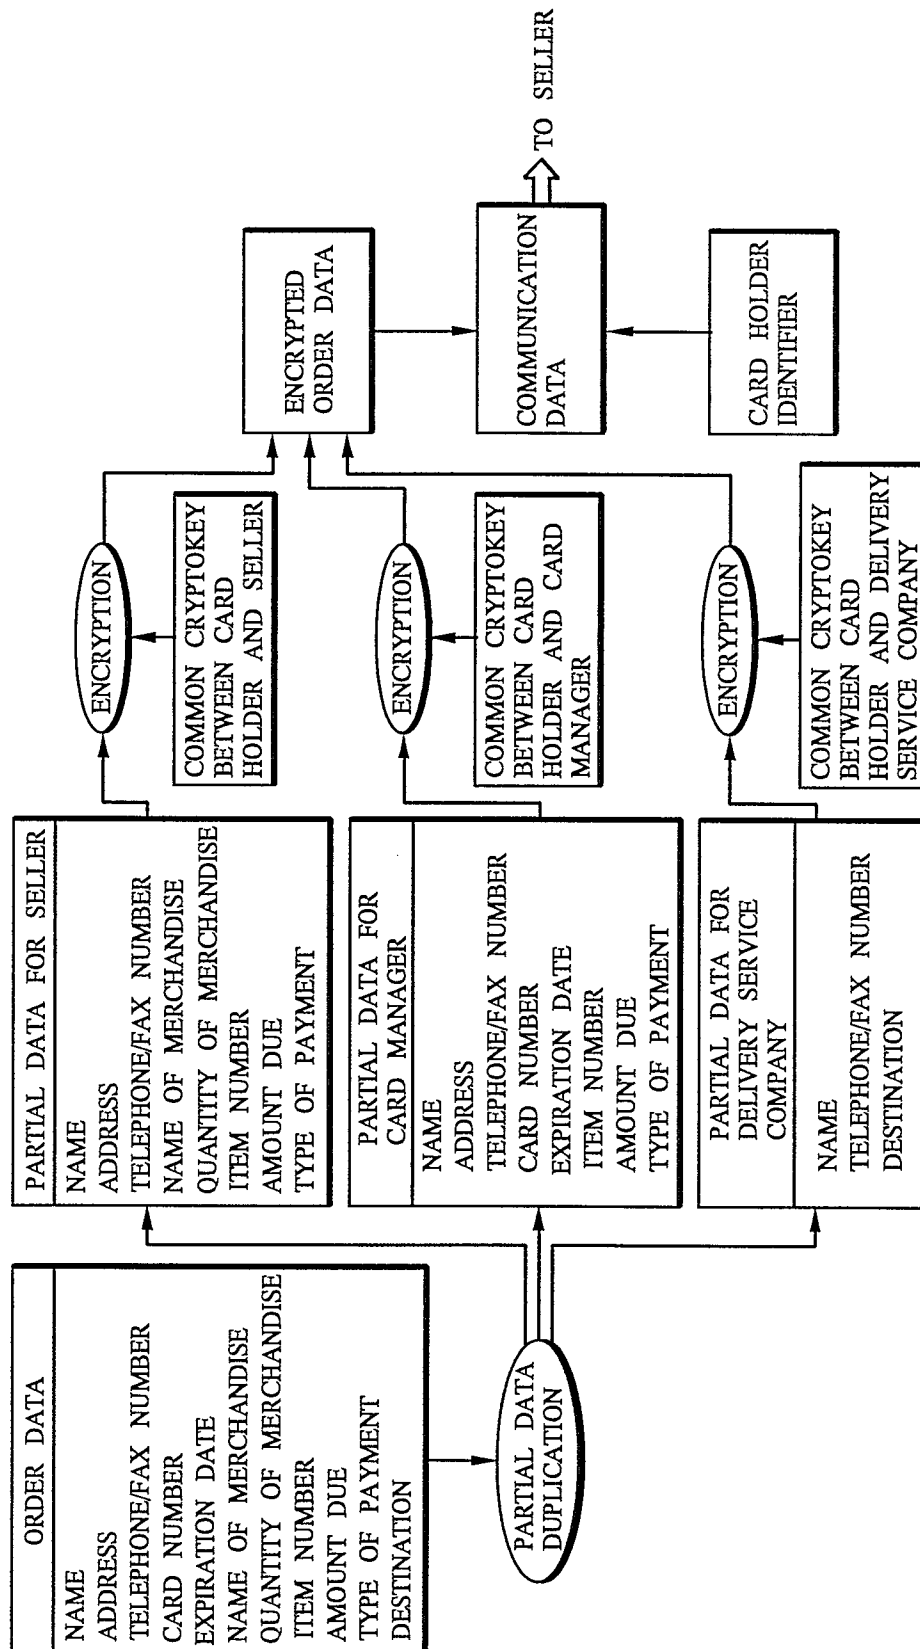 ORDER DATA
NAME
ADDRESS
TELEPHONE/FAX NUMBER
CARD NUMBER
EXPIRATION DATE
NAME OF MERCHANDISE
QUANTITY OF MERCHANDISE
ITEM NUMBER
AMOUNT DUE
TYPE OF PAYMENT
DESTINATION
PARTIAL DATA
DUPLICATION
PARTIAL DATA FOR SELLER
NAME
ADDRESS
TELEPHONE/FAX NUMBER
NAME OF MERCHANDISE
QUANTITY OF MERCHANDISE
ITEM NUMBER
AMOUNT DUE
TYPE OF PAYMENT
PARTIAL DATA FOR
CARD MANAGER
NAME
ADDRESS
TELEPHONE/FAX NUMBER
CARD NUMBER
EXPIRATION DATE
ITEM NUMBER
AMOUNT DUE
TYPE OF PAYMENT
PARTIAL DATA FOR
DELIVERY SERVICE
COMPANY
NAME
TELEPHONE/FAX NUMBER
DESTINATION
ENCRYPTION
COMMON CRYPTOKEY
BETWEEN CARD
HOLDER AND SELLER
ENCRYPTION
COMMON CRYPTOKEY
BETWEEN CARD
HOLDER AND CARD
MANAGER
ENCRYPTION
COMMON CRYPTOKEY
BETWEEN CARD
HOLDER AND DELIVERY
SERVICE COMPANY
ENCRYPTED
ORDER DATA
COMMUNICATION
DATA
CARD HOLDER
IDENTIFIER
TO SELLER